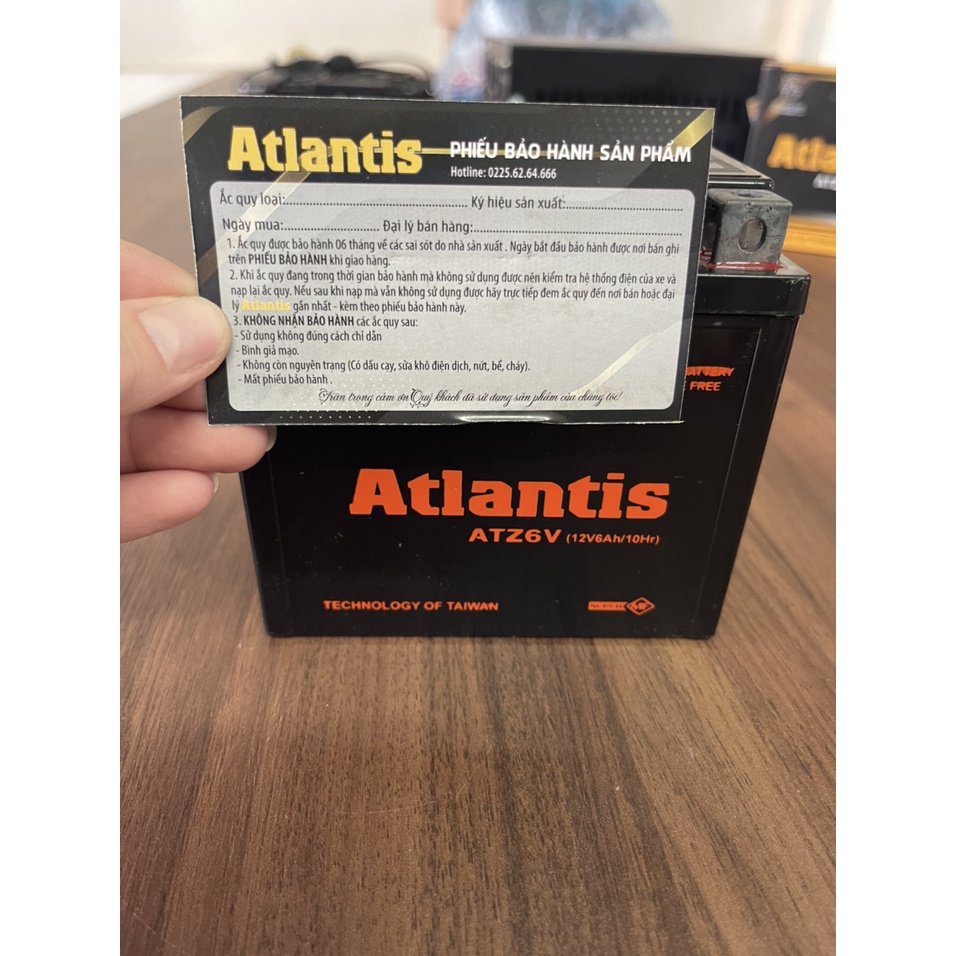 Atlantis PHIẾU BẢO HÀNH SẢN PHẨM
Hotline: 0225.62.64.666
Ắc quy loại:........................................ Ký hiệu sản xuất:........................
Ngày mua:........................ Đại lý bán hàng:........................................
1. Ắc quy được bảo hành 06 tháng về các sai sót do nhà sản xuất . Ngày bắt đầu bảo hành được nơi bán ghi
trên PHIẾU BẢO HÀNH khi giao hàng.
2. Khi ắc quy đang trong thời gian bảo hành mà không sử dụng được nên kiểm tra hệ thống điện của xe và
nạp lại ắc quy. Nếu sau khi nạp mà vẫn không sử dụng được hãy trực tiếp đem ắc quy đến nơi bán hoặc đại
lý Atlantis gần nhất - kèm theo phiếu bảo hành này.
3. KHÔNG NHẬN BẢO HÀNH các ắc quy sau:
- Sử dụng không đúng cách chỉ dẫn
- Bình giả mạo.
- Không còn nguyên trạng (Có dấu cạy, sửa khô điện dịch, nứt, bể, cháy).
- Mất phiếu bảo hành .
Trân trọng cảm ơn Quý khách đã sử dụng sản phẩm của chúng tôi!
Atlantis
BATTERY
FREE
Atlantis
ATZ6V (12V6Ah/10Hr)
TECHNOLOGY OF TAIWAN
MF